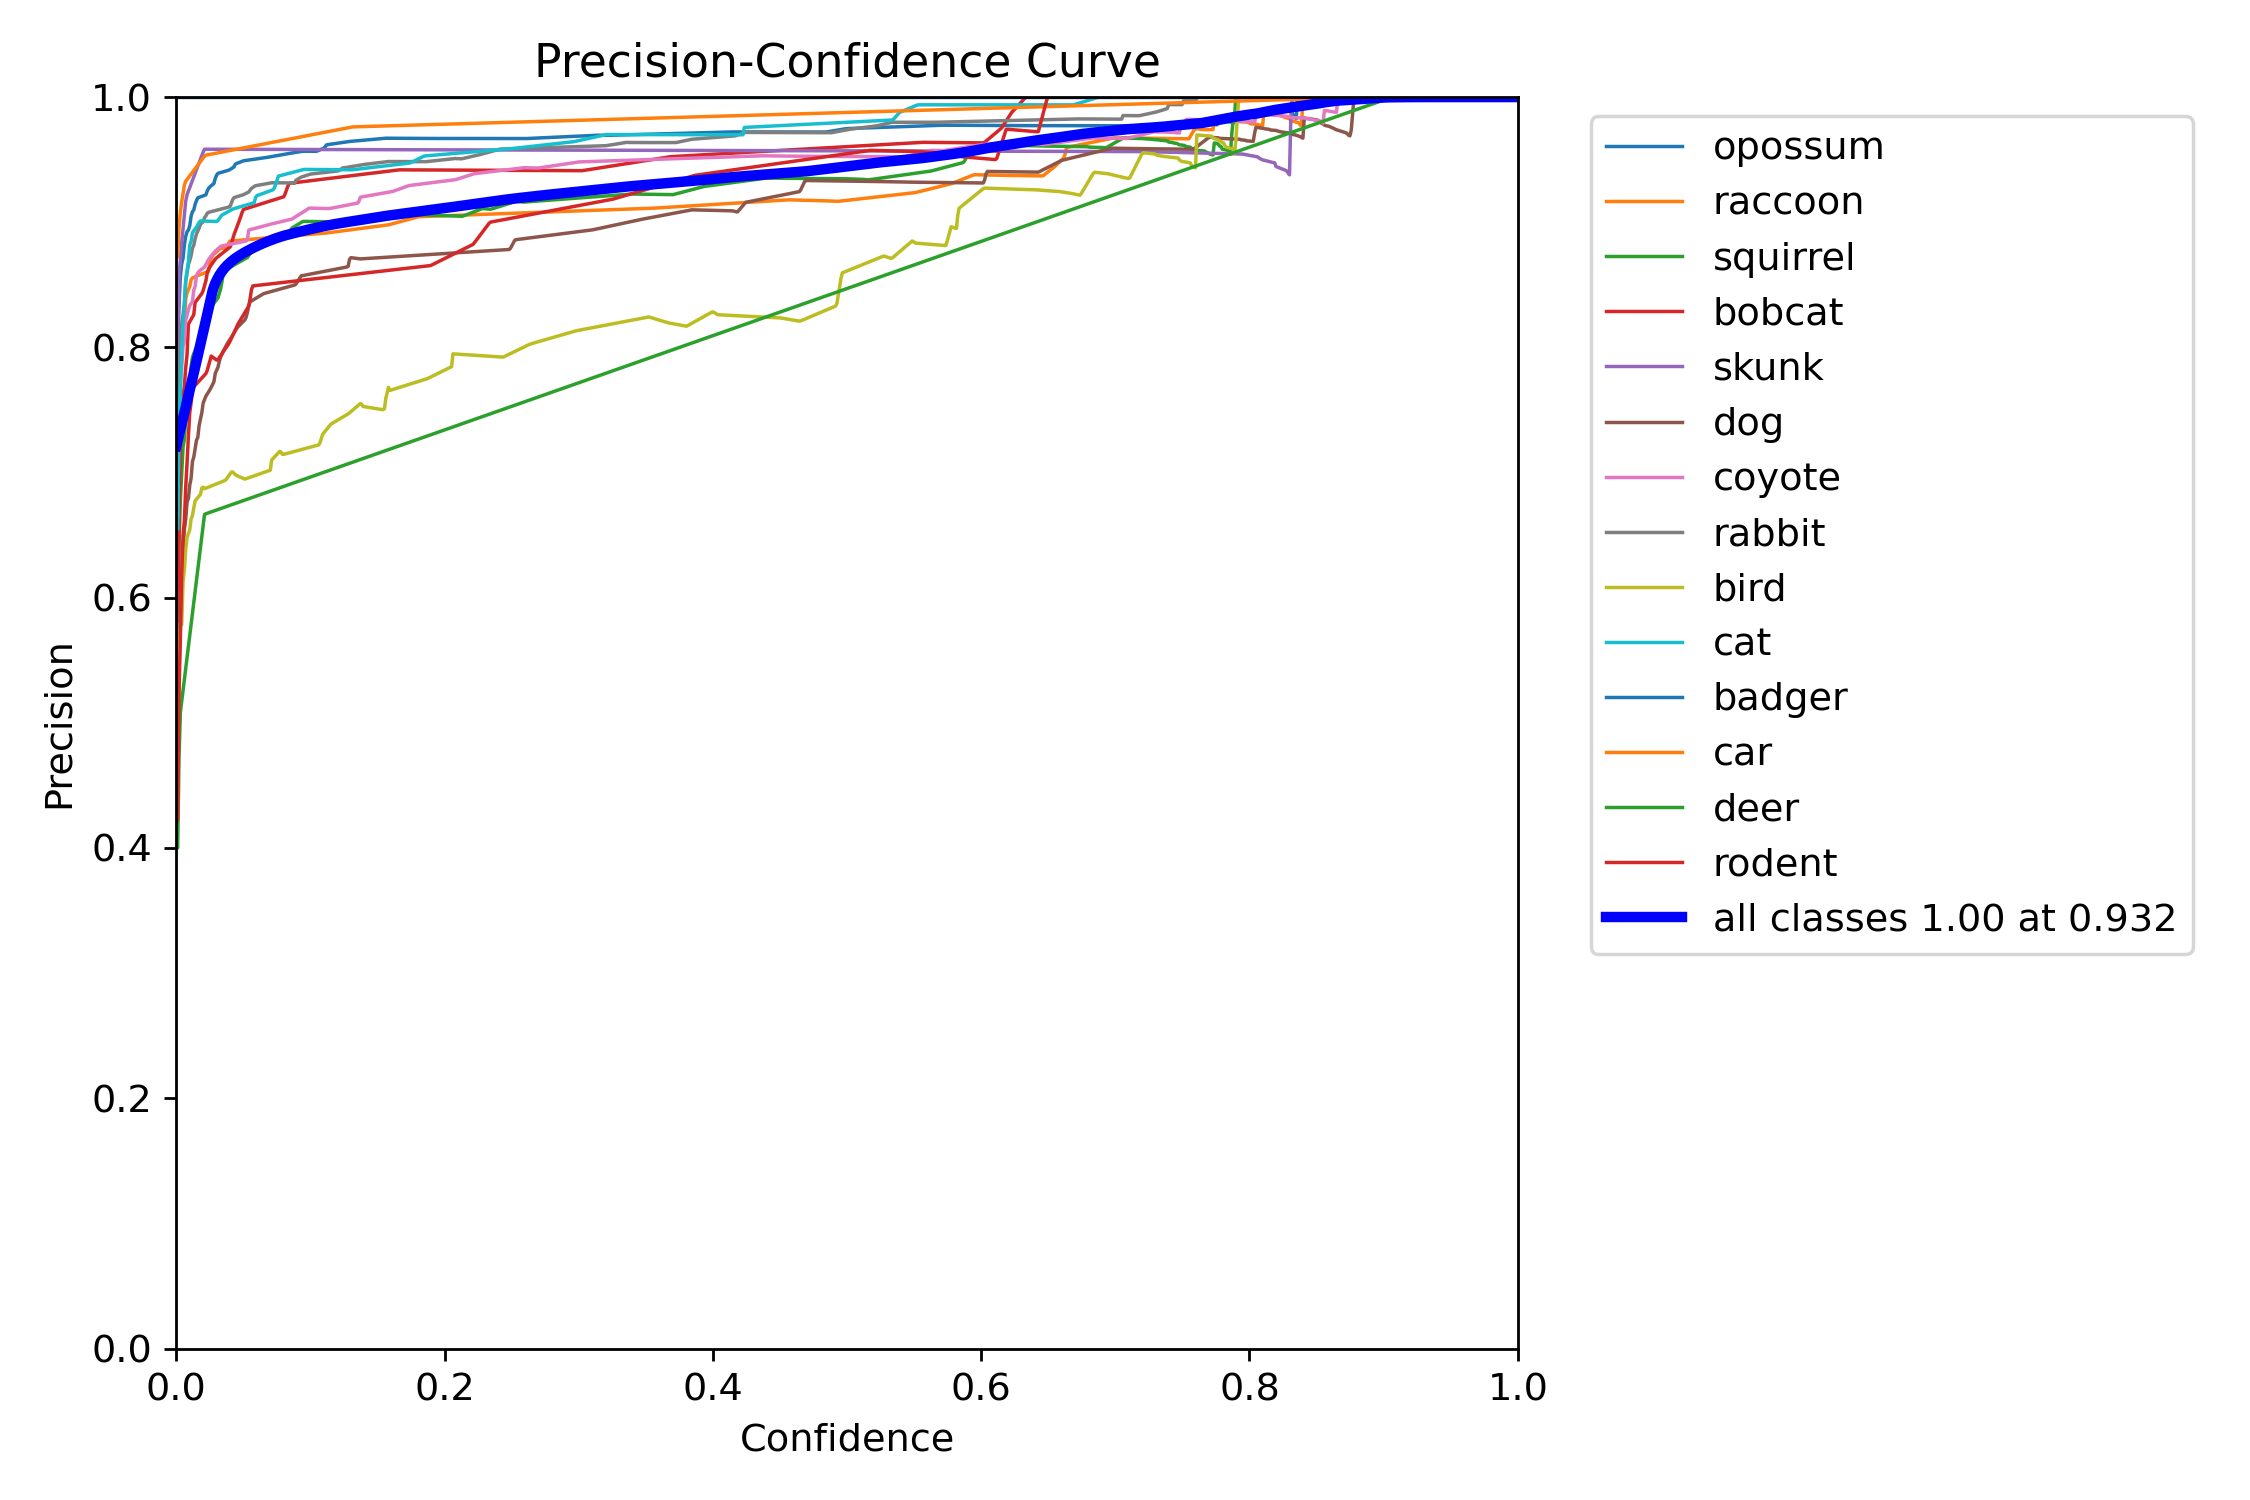 Precision-Confidence Curve
1.0
0.8
0.6
0.4
0.2
0.0
Precision
0.0 0.2 0.4 0.6 0.8 1.0
Confidence
opossum
raccoon
squirrel
bobcat
skunk
dog
coyote
rabbit
bird
cat
badger
car
deer
rodent
all classes 1.00 at 0.932